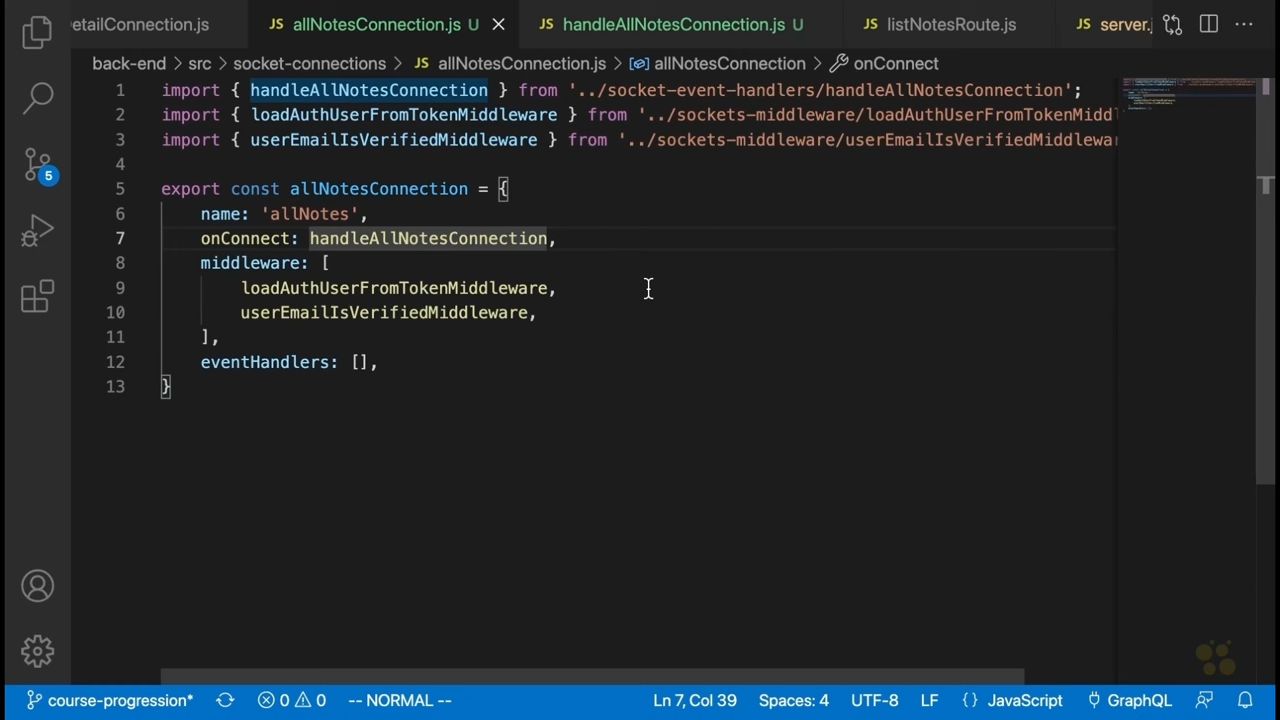 etailConnection.js
JS allNotesConnection.js U
JS handleAllNotesConnection.js U
JS listNotesRoute.js
JS server.j
back-end > src > socket-connections > JS allNotesConnection.js > allNotesConnection > onConnect
1 import { handleAllNotesConnection } from '../socket-event-handlers/handleAllNotesConnection';
2 import { loadAuthUserFromTokenMiddleware } from '../sockets-middleware/loadAuthUserFromTokenMiddl
3 import { userEmailIsVerifiedMiddleware } from '../sockets-middleware/userEmailIsVerifiedMiddlewar
4
5 export const allNotesConnection = {
6 name: 'allNotes',
7 onConnect: handleAllNotesConnection,
8 middleware: [
9 loadAuthUserFromTokenMiddleware,
10 userEmailIsVerifiedMiddleware,
11 ],
12 eventHandlers: [],
13 }
5
course-progression* 0 0 -- NORMAL -- Ln 7, Col 39 Spaces: 4 UTF-8 LF {} JavaScript GraphQL